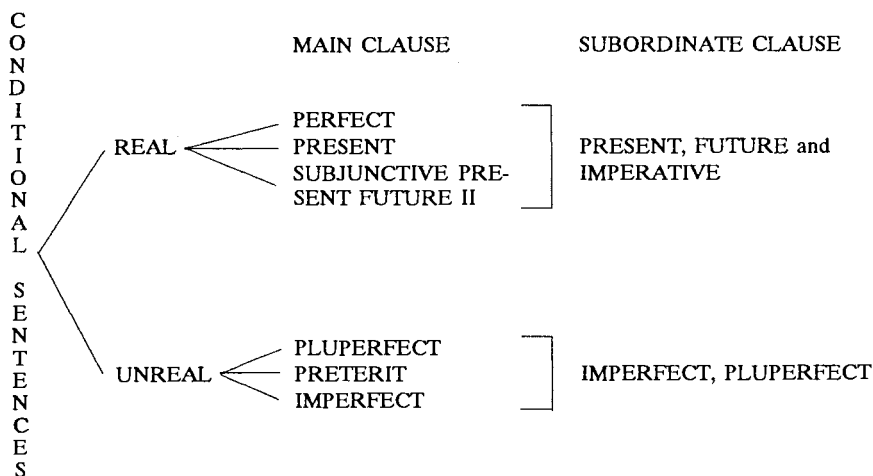 CONDITIONAL SENTENCES
MAIN CLAUSE SUBORDINATE CLAUSE
REAL
PERFECT
PRESENT
SUBJUNCTIVE PRE-
SENT FUTURE II
PRESENT, FUTURE and
IMPERATIVE
UNREAL
PLUPERFECT
PRETERIT
IMPERFECT
IMPERFECT, PLUPERFECT